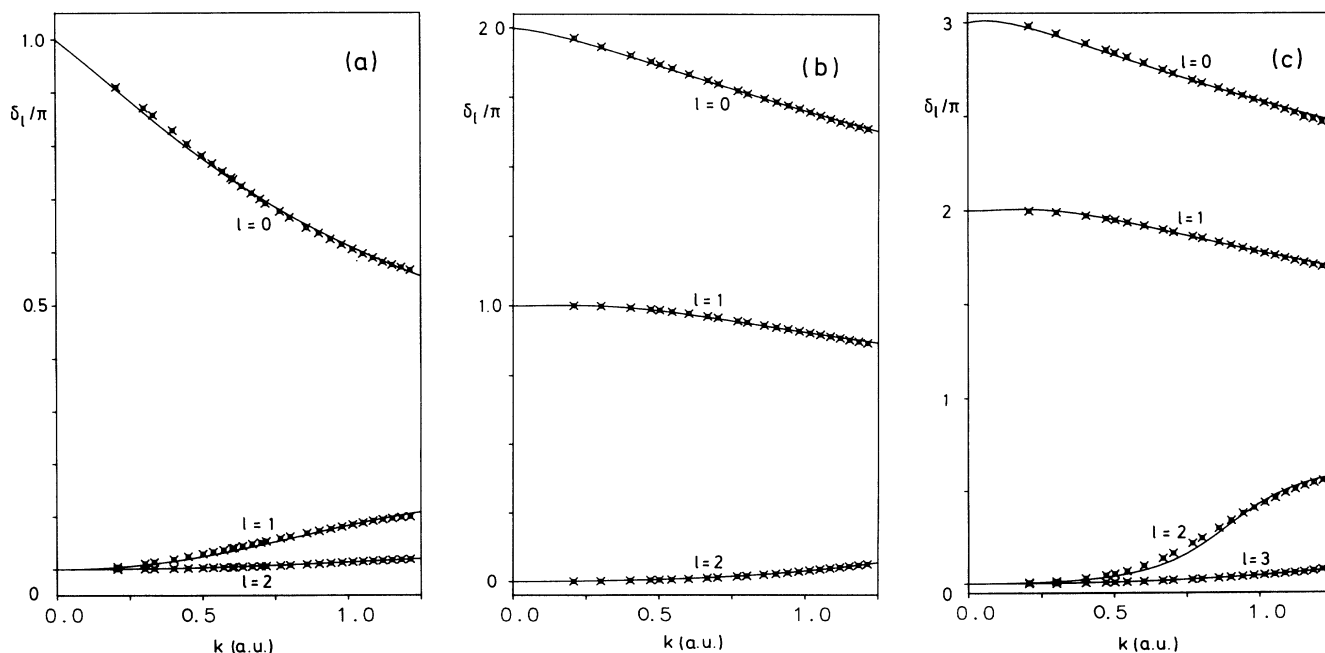 1.0
(a)
δl/π
l=0
0.5
l=1
l=2
0
0.0
0.5
1.0
k (a.u.)
2.0
(b)
l=0
δl/π
l=1
1.0
l=2
0
0.0
0.5
1.0
k (a.u.)
3
(c)
l=0
δl/π
l=1
2
1
l=2
l=3
0
0.0
0.5
1.0
k (a.u.)